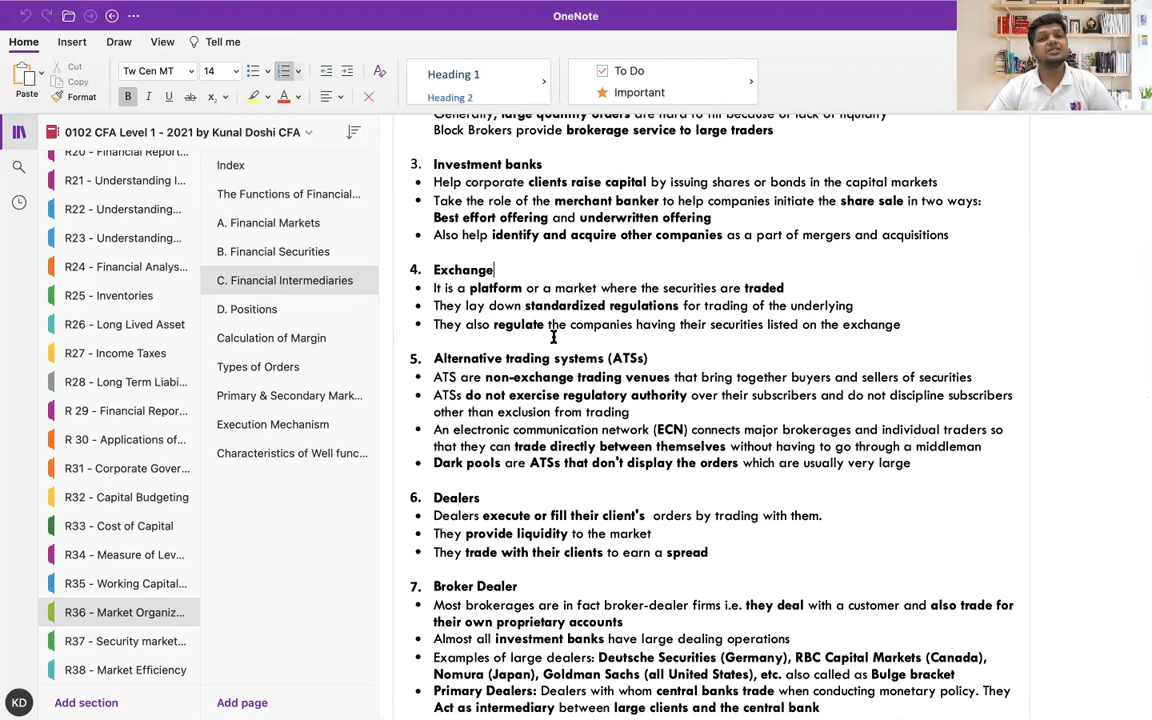 OneNote
Home
Insert
Draw
View
Tell me
Paste
Cut
Copy
Format
Tw Cen MT
14
B I U ab x₂
A
Heading 1
Heading 2
To Do
Important
0102 CFA Level 1 - 2021 by Kunal Doshi CFA
R20 - Financial Report...
R21 - Understanding I...
R22 - Understanding...
R23 - Understanding...
R24 - Financial Analys...
R25 - Inventories
R26 - Long Lived Asset
R27 - Income Taxes
R28 - Long Term Liabi...
R 29 - Financial Repor...
R 30 - Applications of...
R31 - Corporate Gover...
R32 - Capital Budgeting
R33 - Cost of Capital
R34 - Measure of Lev...
R35 - Working Capital...
R36 - Market Organiz...
R37 - Security market...
R38 - Market Efficiency
KD
Add section
Index
The Functions of Financial...
A. Financial Markets
B. Financial Securities
C. Financial Intermediaries
D. Positions
Calculation of Margin
Types of Orders
Primary & Secondary Mark...
Execution Mechanism
Characteristics of Well func...
Add page
Generally, large quantity orders are hard to fill because of lack of liquidity
Block Brokers provide brokerage service to large traders
3. Investment banks
• Help corporate clients raise capital by issuing shares or bonds in the capital markets
• Take the role of the merchant banker to help companies initiate the share sale in two ways:
Best effort offering and underwritten offering
• Also help identify and acquire other companies as a part of mergers and acquisitions
4. Exchange
• It is a platform or a market where the securities are traded
• They lay down standardized regulations for trading of the underlying
• They also regulate the companies having their securities listed on the exchange
5. Alternative trading systems (ATSs)
• ATS are non-exchange trading venues that bring together buyers and sellers of securities
• ATSs do not exercise regulatory authority over their subscribers and do not discipline subscribers
other than exclusion from trading
• An electronic communication network (ECN) connects major brokerages and individual traders so
that they can trade directly between themselves without having to go through a middleman
• Dark pools are ATSs that don't display the orders which are usually very large
6. Dealers
• Dealers execute or fill their client's orders by trading with them.
• They provide liquidity to the market
• They trade with their clients to earn a spread
7. Broker Dealer
• Most brokerages are in fact broker-dealer firms i.e. they deal with a customer and also trade for
their own proprietary accounts
• Almost all investment banks have large dealing operations
• Examples of large dealers: Deutsche Securities (Germany), RBC Capital Markets (Canada),
Nomura (Japan), Goldman Sachs (all United States), etc. also called as Bulge bracket
• Primary Dealers: Dealers with whom central banks trade when conducting monetary policy. They
Act as intermediary between large clients and the central bank